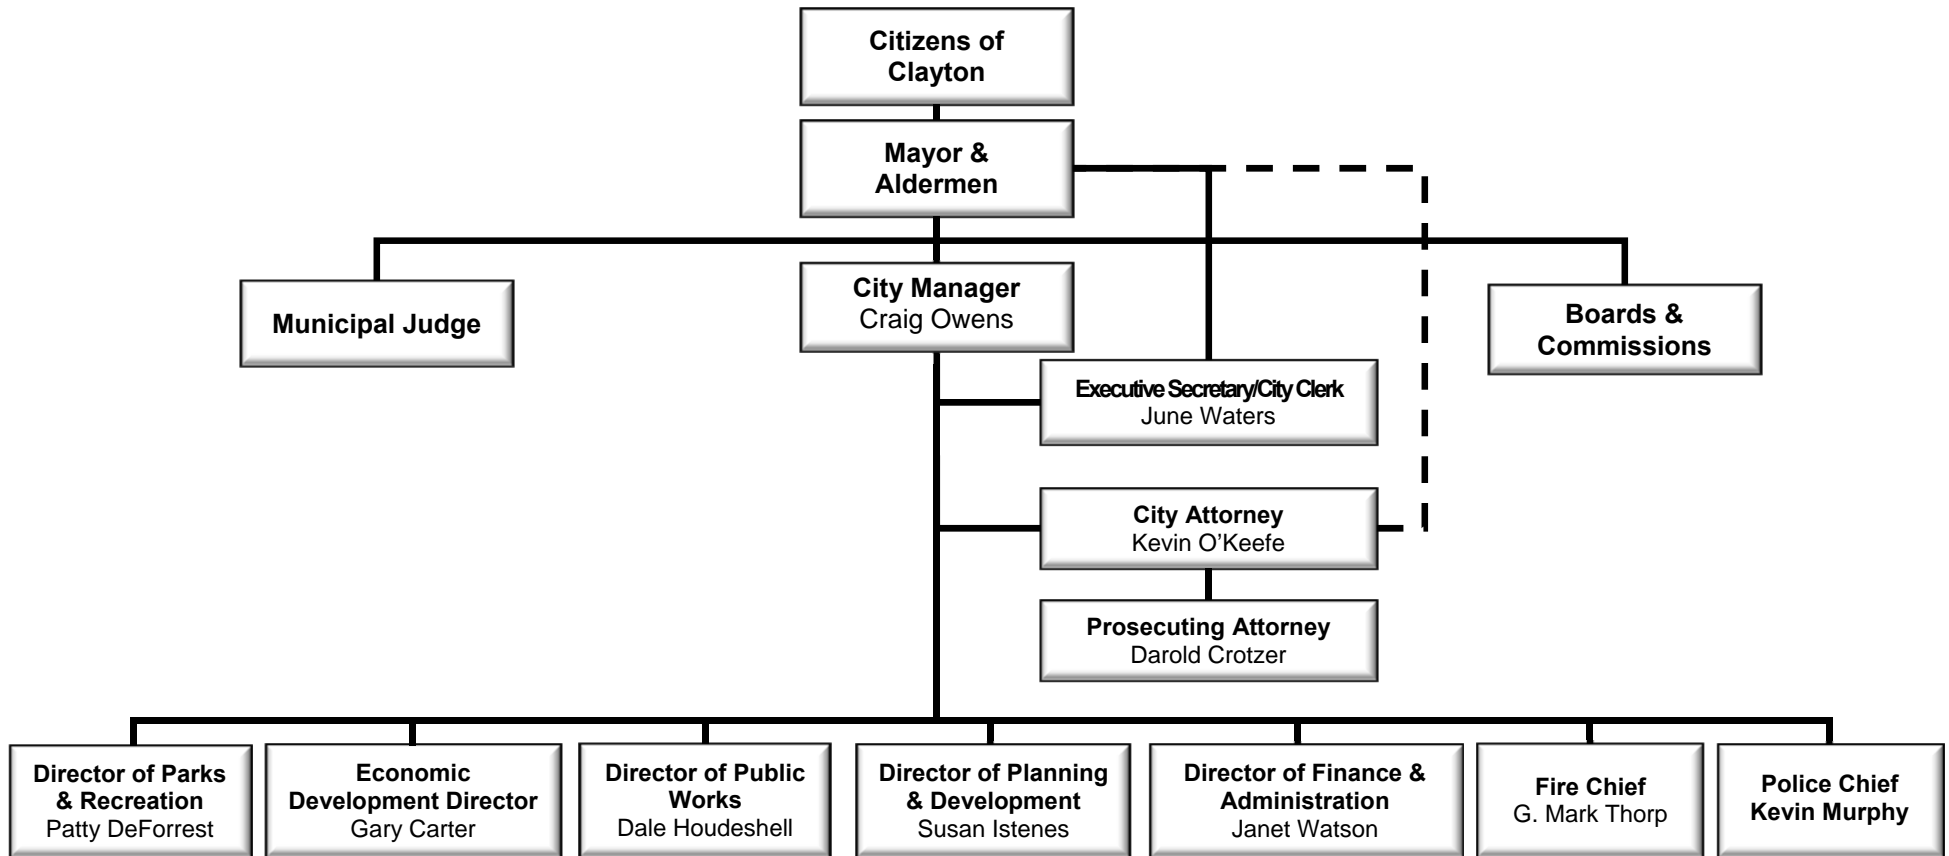 Citizens of
Clayton
Mayor &
Aldermen
Municipal Judge
City Manager
Craig Owens
Boards &
Commissions
Executive Secretary/City Clerk
June Waters
City Attorney
Kevin O’Keefe
Prosecuting Attorney
Darold Crotzer
Director of Parks
& Recreation
Patty DeForrest
Economic
Development Director
Gary Carter
Director of Public
Works
Dale Houdeshell
Director of Planning
& Development
Susan Istenes
Director of Finance &
Administration
Janet Watson
Fire Chief
G. Mark Thorp
Police Chief
Kevin Murphy